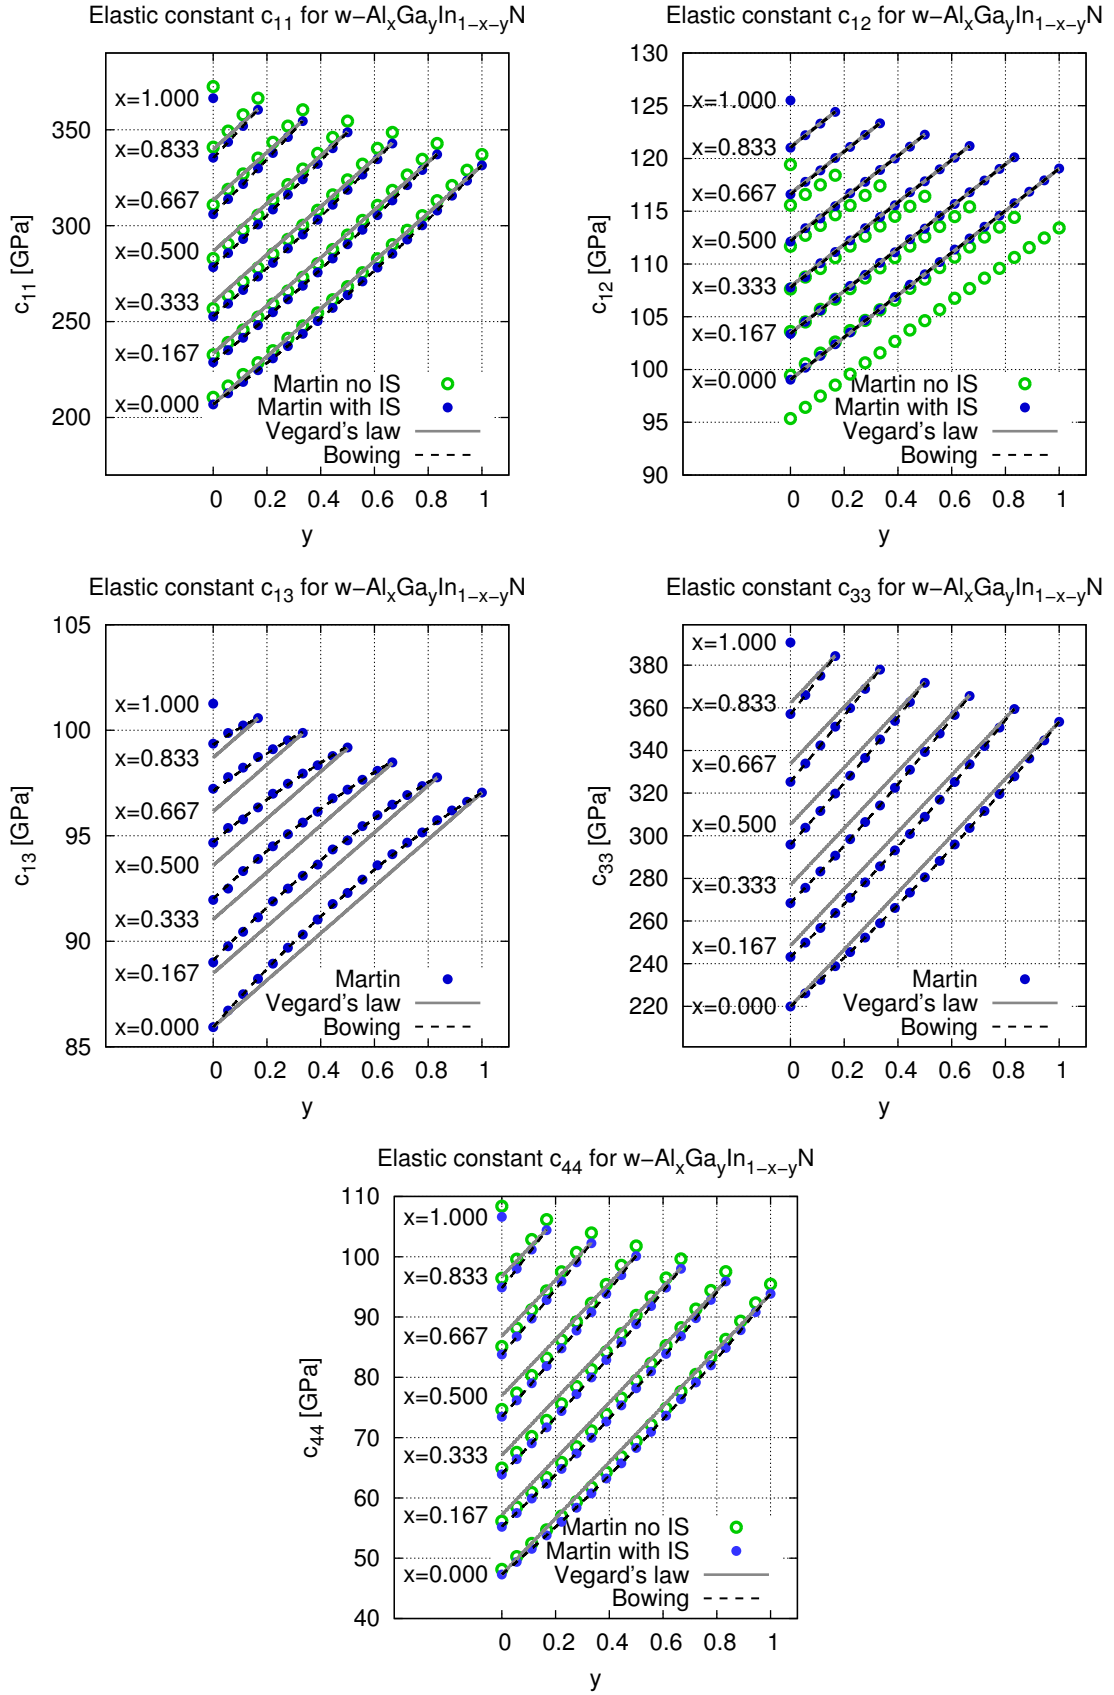 Elastic constant c11 for w−AlxGayIn1−x−yN
350
300
250
200
c11 [GPa]
x=1.000
x=0.833
x=0.667
x=0.500
x=0.333
x=0.167
x=0.000
Martin no IS
Martin with IS
Vegard's law
Bowing
0 0.2 0.4 0.6 0.8 1
y
Elastic constant c12 for w−AlxGayIn1−x−yN
130
125
120
115
110
105
100
95
90
c12 [GPa]
x=1.000
x=0.833
x=0.667
x=0.500
x=0.333
x=0.167
x=0.000
Martin no IS
Martin with IS
Vegard's law
Bowing
0 0.2 0.4 0.6 0.8 1
y
Elastic constant c13 for w−AlxGayIn1−x−yN
105
100
95
90
85
c13 [GPa]
x=1.000
x=0.833
x=0.667
x=0.500
x=0.333
x=0.167
x=0.000
Martin
Vegard's law
Bowing
0 0.2 0.4 0.6 0.8 1
y
Elastic constant c33 for w−AlxGayIn1−x−yN
380
360
340
320
300
280
260
240
220
c33 [GPa]
x=1.000
x=0.833
x=0.667
x=0.500
x=0.333
x=0.167
x=0.000
Martin
Vegard's law
Bowing
0 0.2 0.4 0.6 0.8 1
y
Elastic constant c44 for w−AlxGayIn1−x−yN
110
100
90
80
70
60
50
40
c44 [GPa]
x=1.000
x=0.833
x=0.667
x=0.500
x=0.333
x=0.167
x=0.000
Martin no IS
Martin with IS
Vegard's law
Bowing
0 0.2 0.4 0.6 0.8 1
y